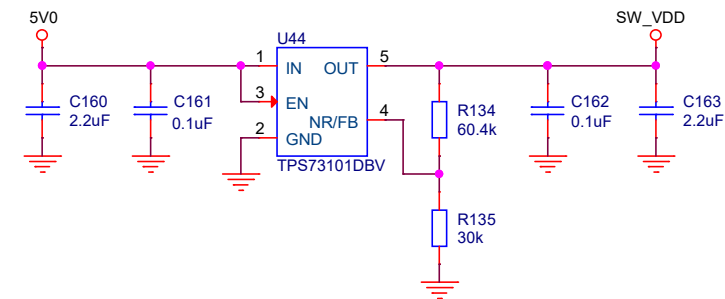 5V0
SW_VDD
U44
1
IN
OUT
5
3
EN
NR/FB
4
2
GND
TPS73101DBV
C160
2.2uF
C161
0.1uF
R134
60.4k
C162
0.1uF
C163
2.2uF
R135
30k